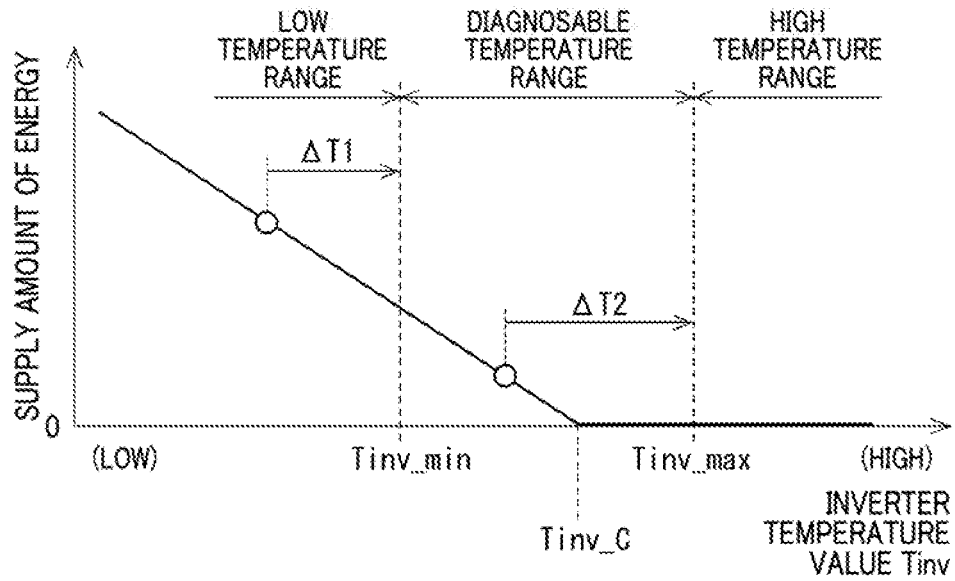 LOW
TEMPERATURE
RANGE
DIAGNOSABLE
TEMPERATURE
RANGE
HIGH
TEMPERATURE
RANGE
SUPPLY AMOUNT OF ENERGY
ΔT1
ΔT2
0
(LOW)
Tinv_min
Tinv_max
(HIGH)
Tinv_C
INVERTER
TEMPERATURE
VALUE Tinv